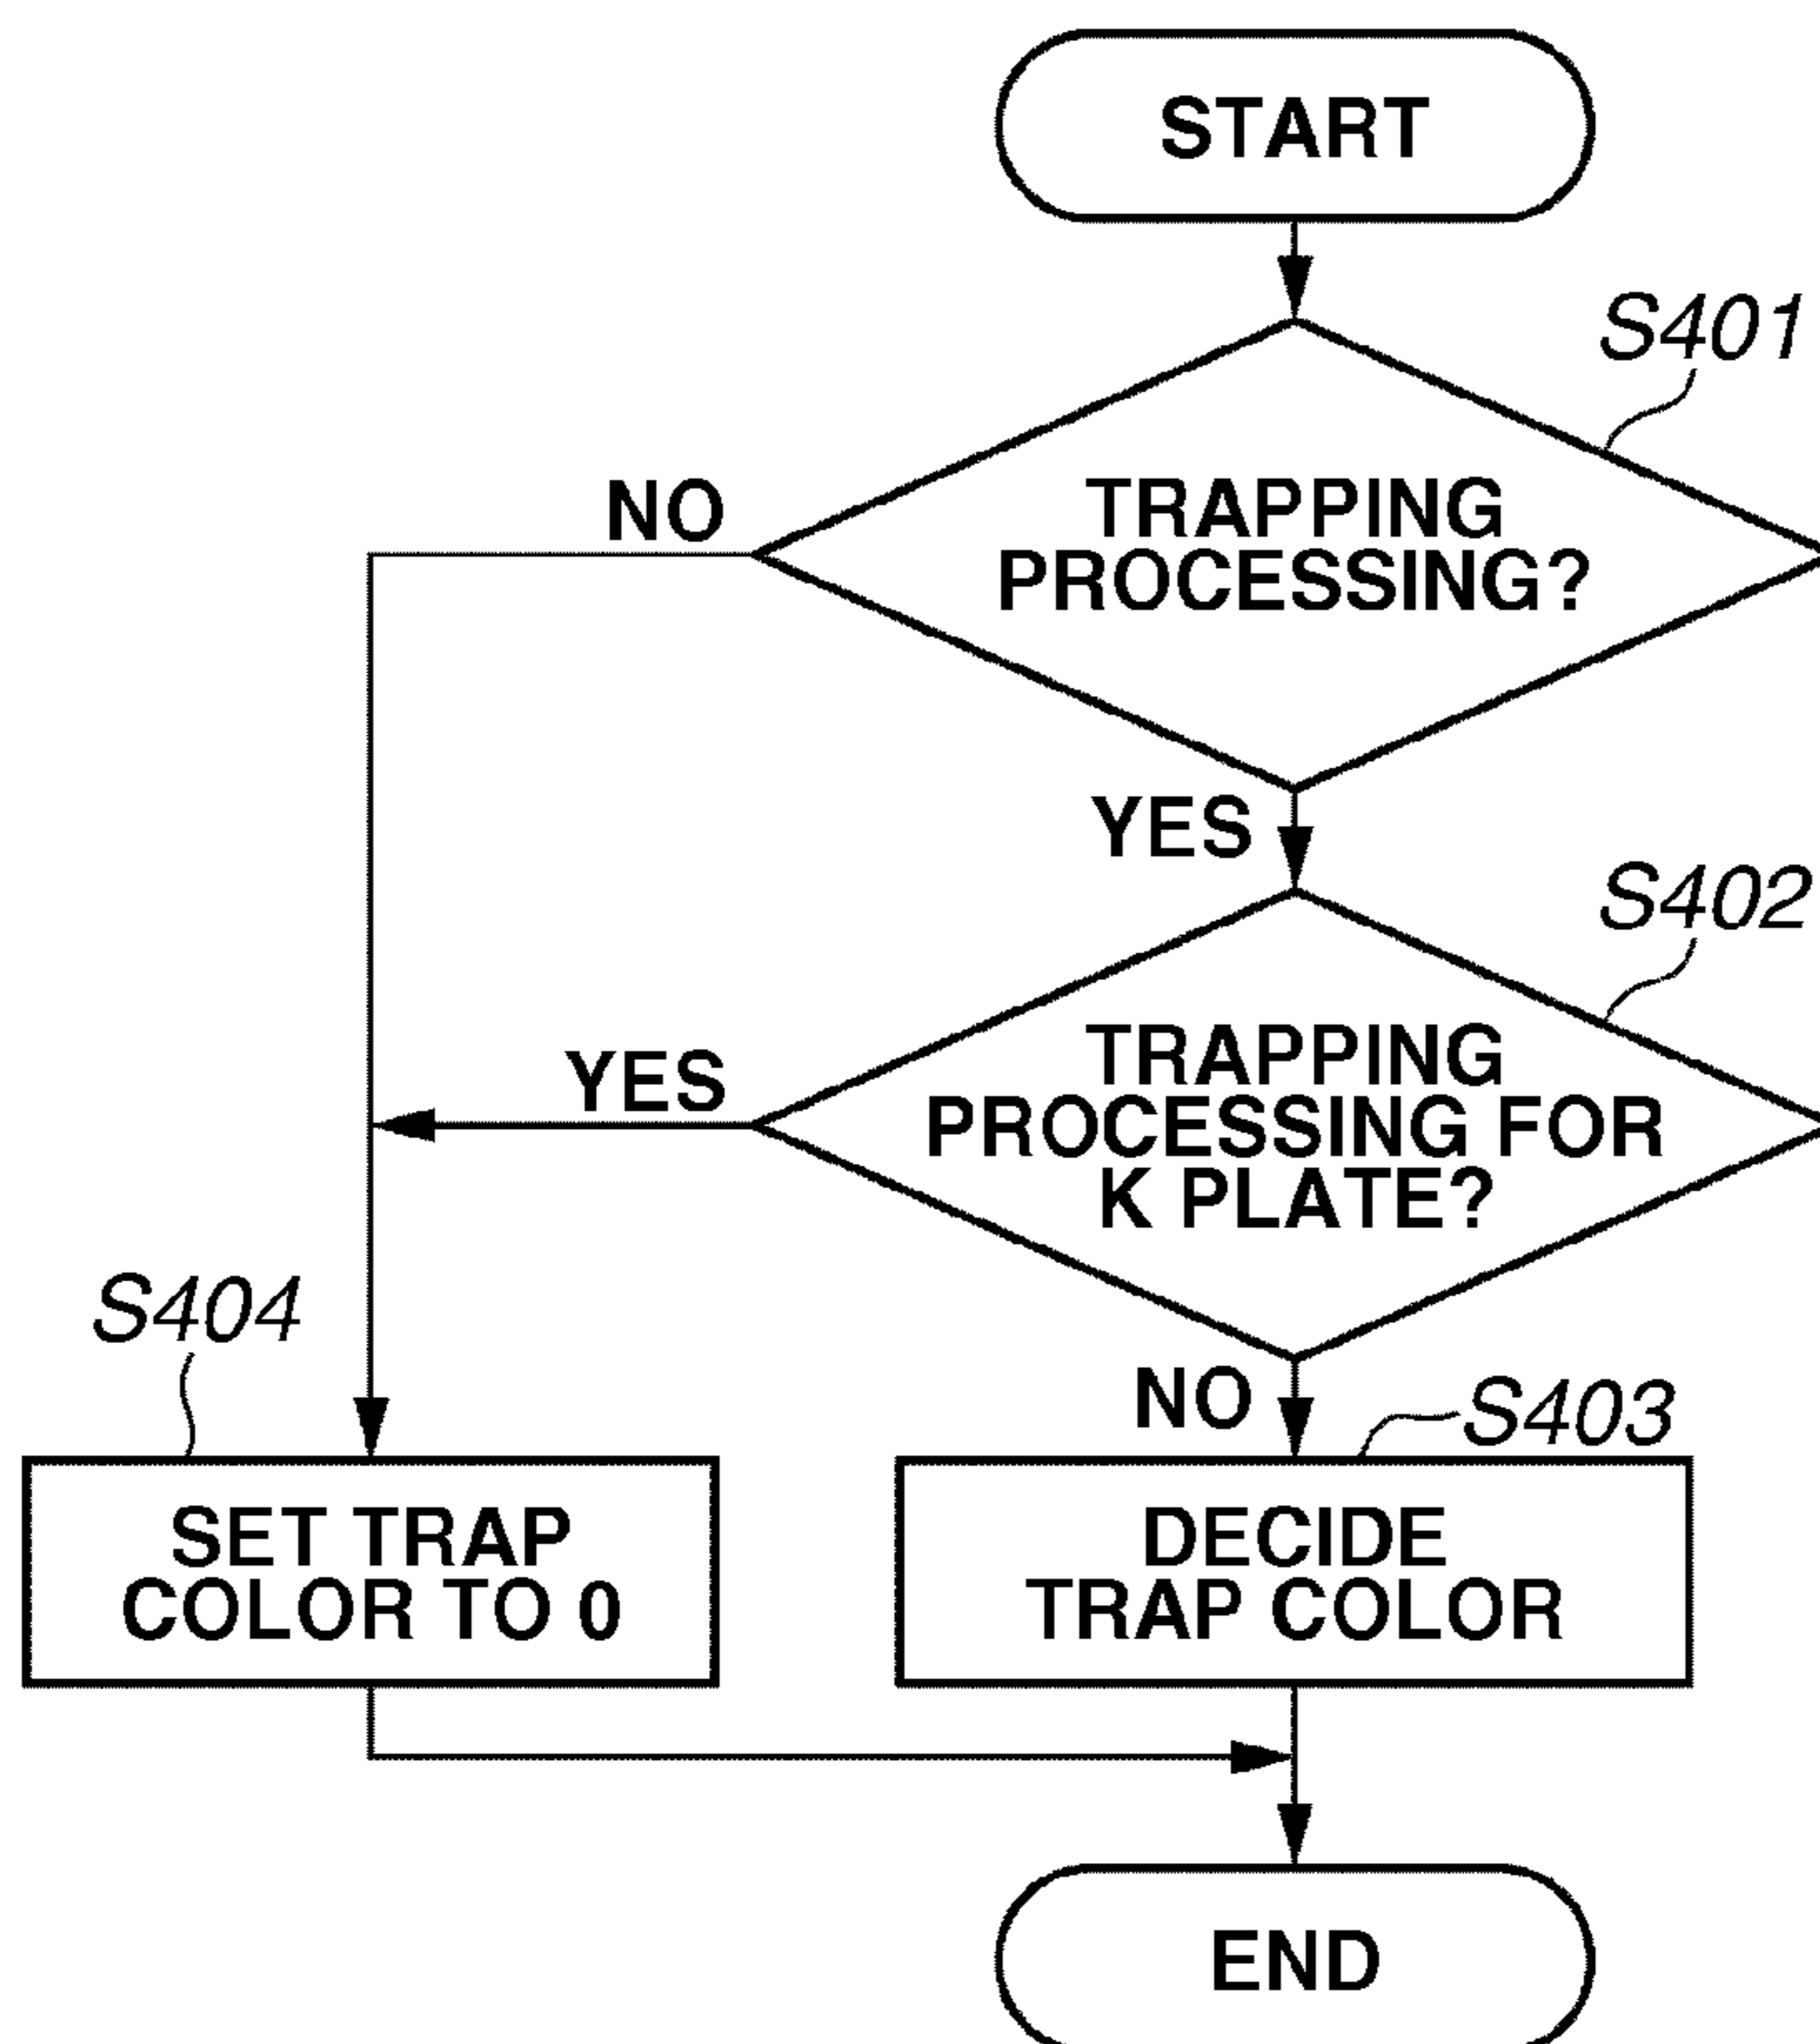 START
S401
NO
TRAPPING
PROCESSING?
YES
S402
YES
TRAPPING
PROCESSING FOR
K PLATE?
S404
NO
S403
SET TRAP
COLOR TO 0
DECIDE
TRAP COLOR
END